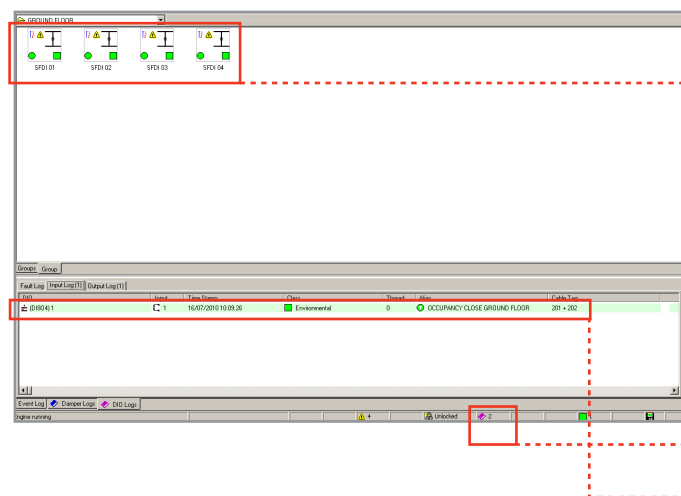 GROUND FLOOR
SFDI 01 SFDI 02 SFDI 03 SFDI 04
Groups Group
Fault Log Input Log (1) Output Log (1)
DIO Input Time Stamp Class Thread Alias Cable Tag
(DI804) 1 1 16/07/2010 10:09:26 Environmental 0 OCCUPANCY CLOSE GROUND FLOOR 201 + 202
Event Log Damper Logs DIO Logs
ngine running 4 Unlocked 2